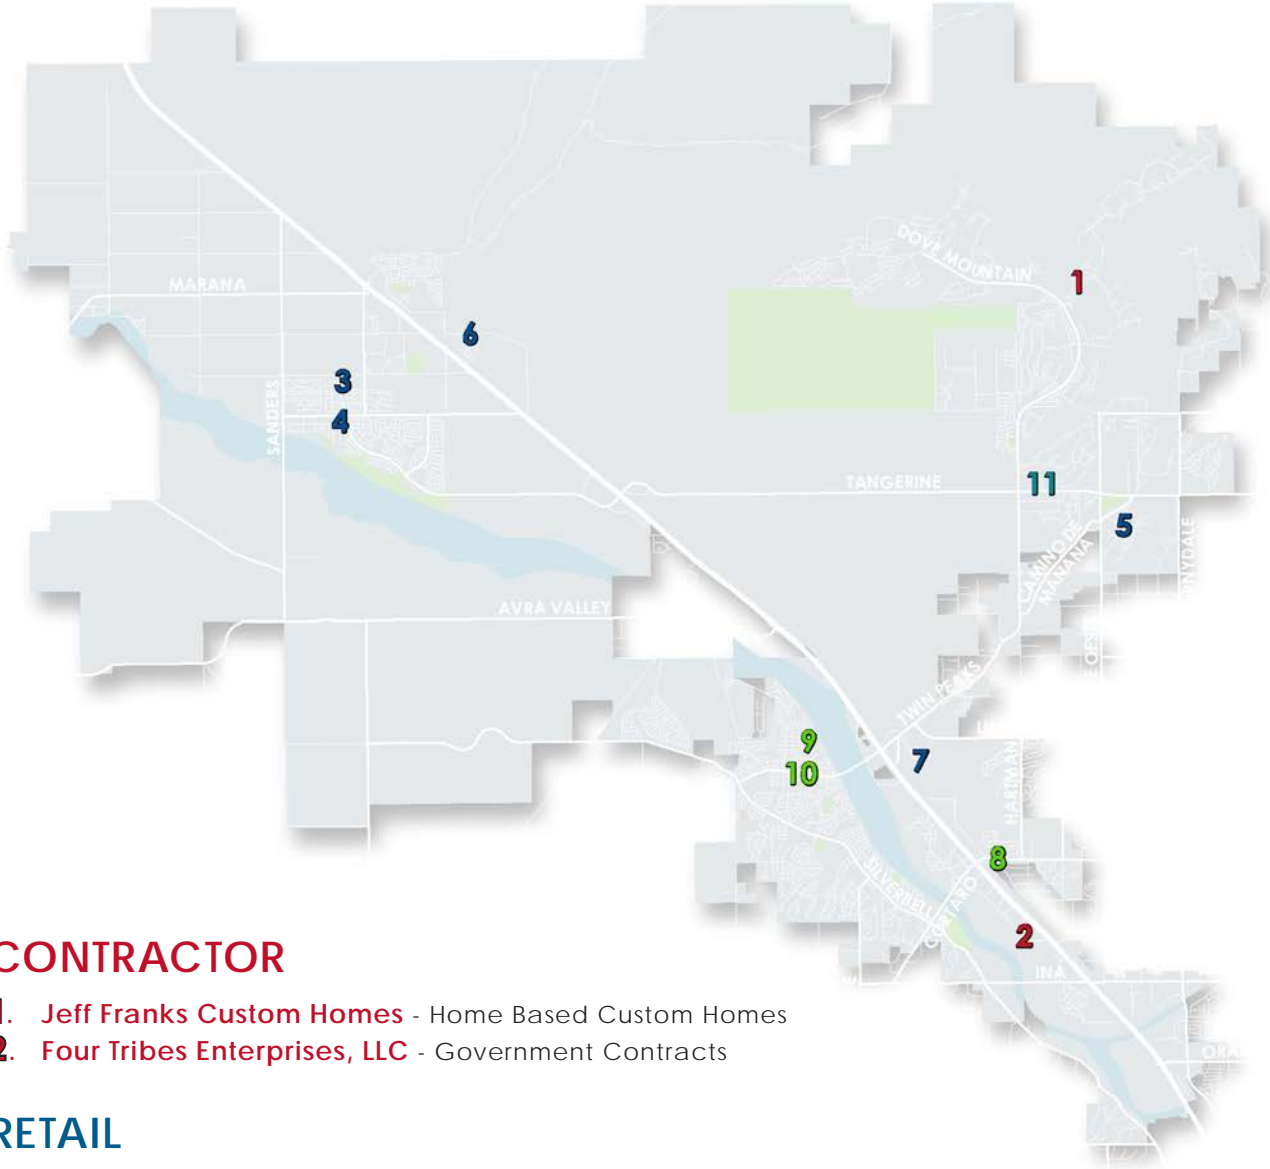 DOVE MOUNTAIN
1
MARANA
6
3
SANDERS
4
TANGERINE
11
5
CAMINO DE
MANANA
AVRA VALLEY
TWIN PEAKS
9
7
10
HARTMAN
8
SILVERBELL
CORTARO
2
INA
CONTRACTOR
1. Jeff Franks Custom Homes - Home Based Custom Homes
2. Four Tribes Enterprises, LLC - Government Contracts
RETAIL